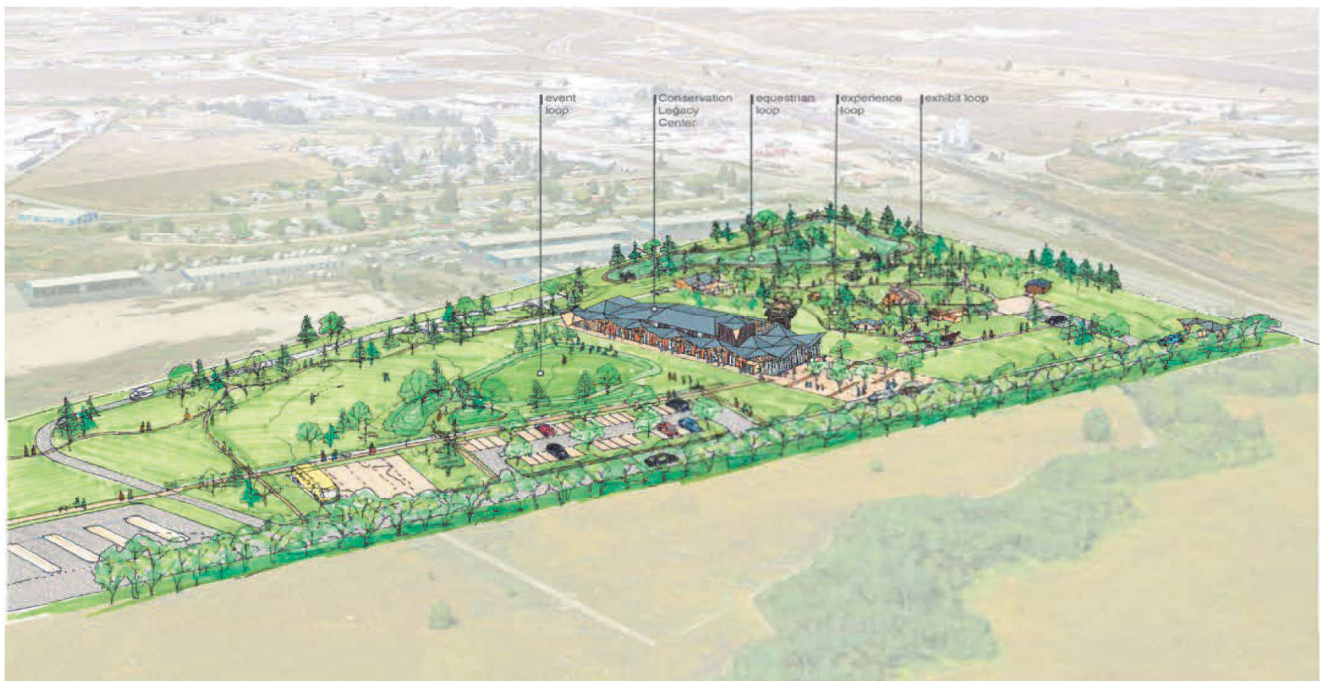 event
loop
Conservation
Legacy
Center
equestrian
loop
experience
loop
exhibit loop